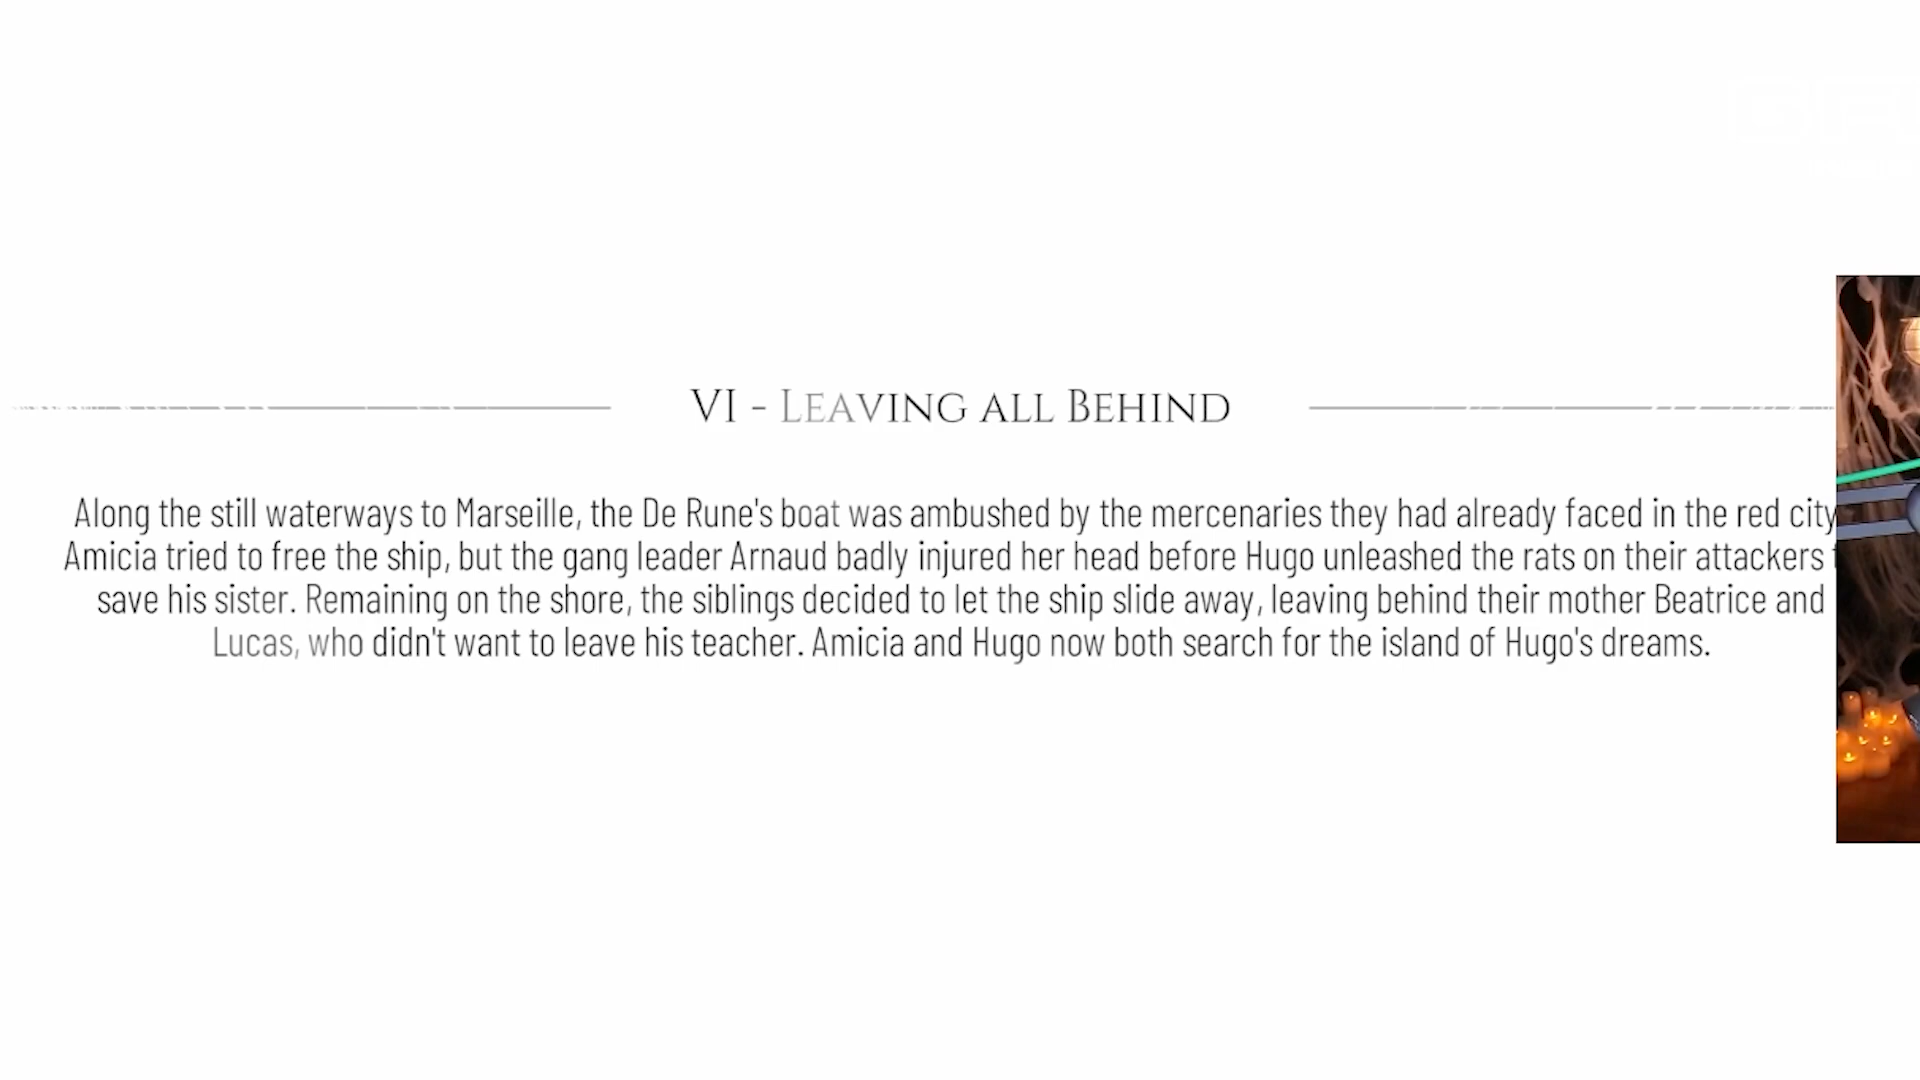 VI - Leaving all Behind
Along the still waterways to Marseille, the De Rune's boat was ambushed by the mercenaries they had already faced in the red city
Amicia tried to free the ship, but the gang leader Arnaud badly injured her head before Hugo unleashed the rats on their attackers
save his sister. Remaining on the shore, the siblings decided to let the ship slide away, leaving behind their mother Beatrice and
Lucas, who didn't want to leave his teacher. Amicia and Hugo now both search for the island of Hugo's dreams.